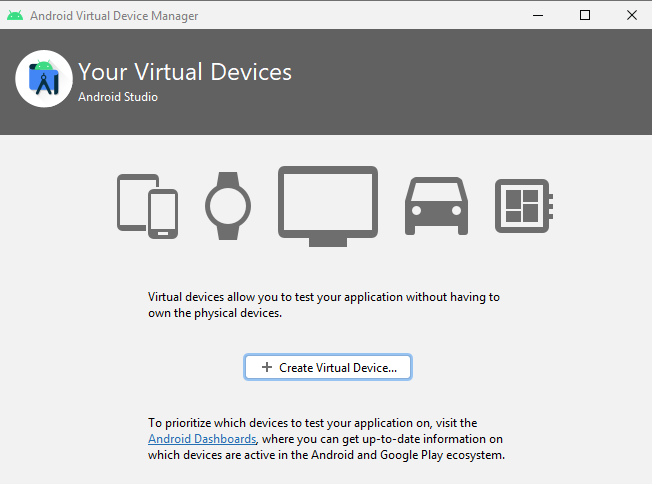 Android Virtual Device Manager
Your Virtual Devices
Android Studio
Virtual devices allow you to test your application without having to
own the physical devices.
+ Create Virtual Device...
To prioritize which devices to test your application on, visit the
Android Dashboards, where you can get up-to-date information on
which devices are active in the Android and Google Play ecosystem.